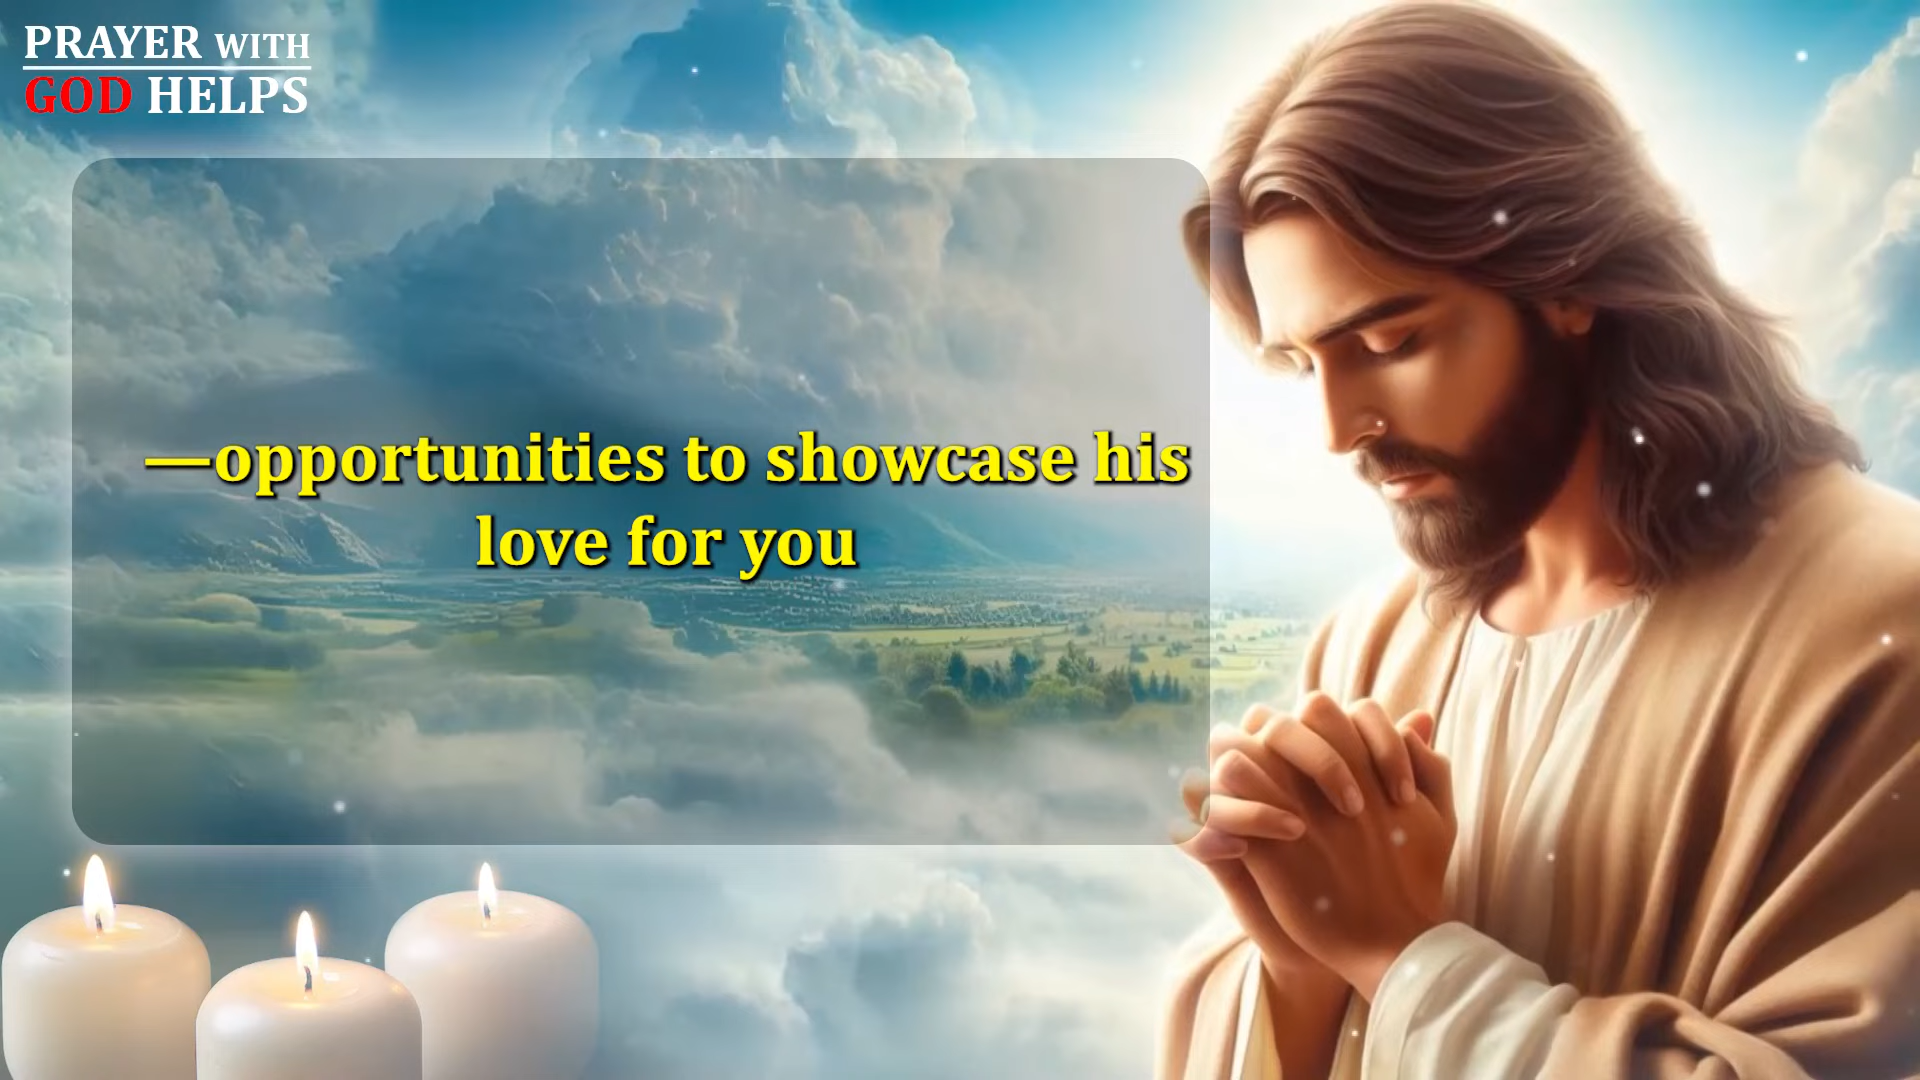 PRAYER WITH
GOD HELPS
—opportunities to showcase his
love for you